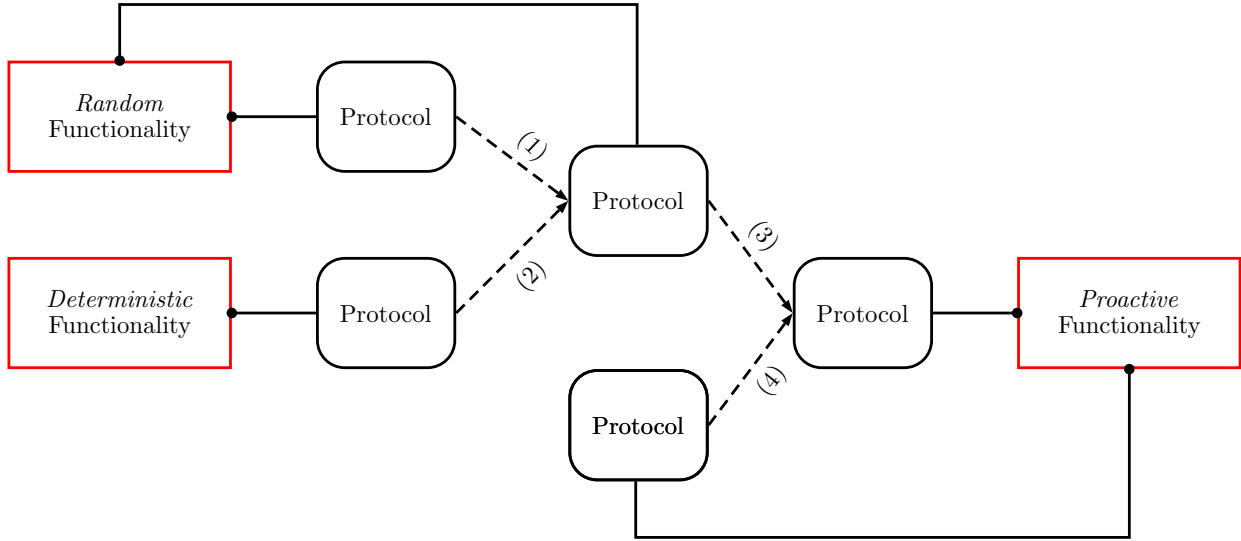 Random
Functionality
Protocol
(1)
Protocol
Deterministic
Functionality
Protocol
(2)
(3)
Protocol
Proactive
Functionality
Protocol
(4)